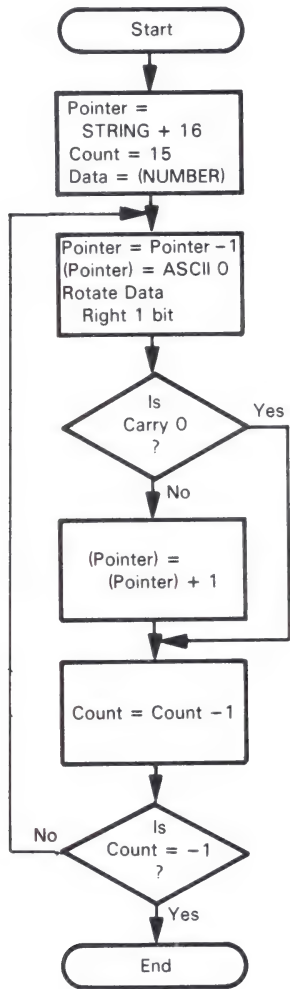 Start
Pointer =
STRING + 16
Count = 15
Data = (NUMBER)
Pointer = Pointer -1
(Pointer) = ASCII 0
Rotate Data
Right 1 bit
Is
Carry 0
?
Yes
No
(Pointer) =
(Pointer) + 1
Count = Count -1
Is
Count = -1
?
No
Yes
End